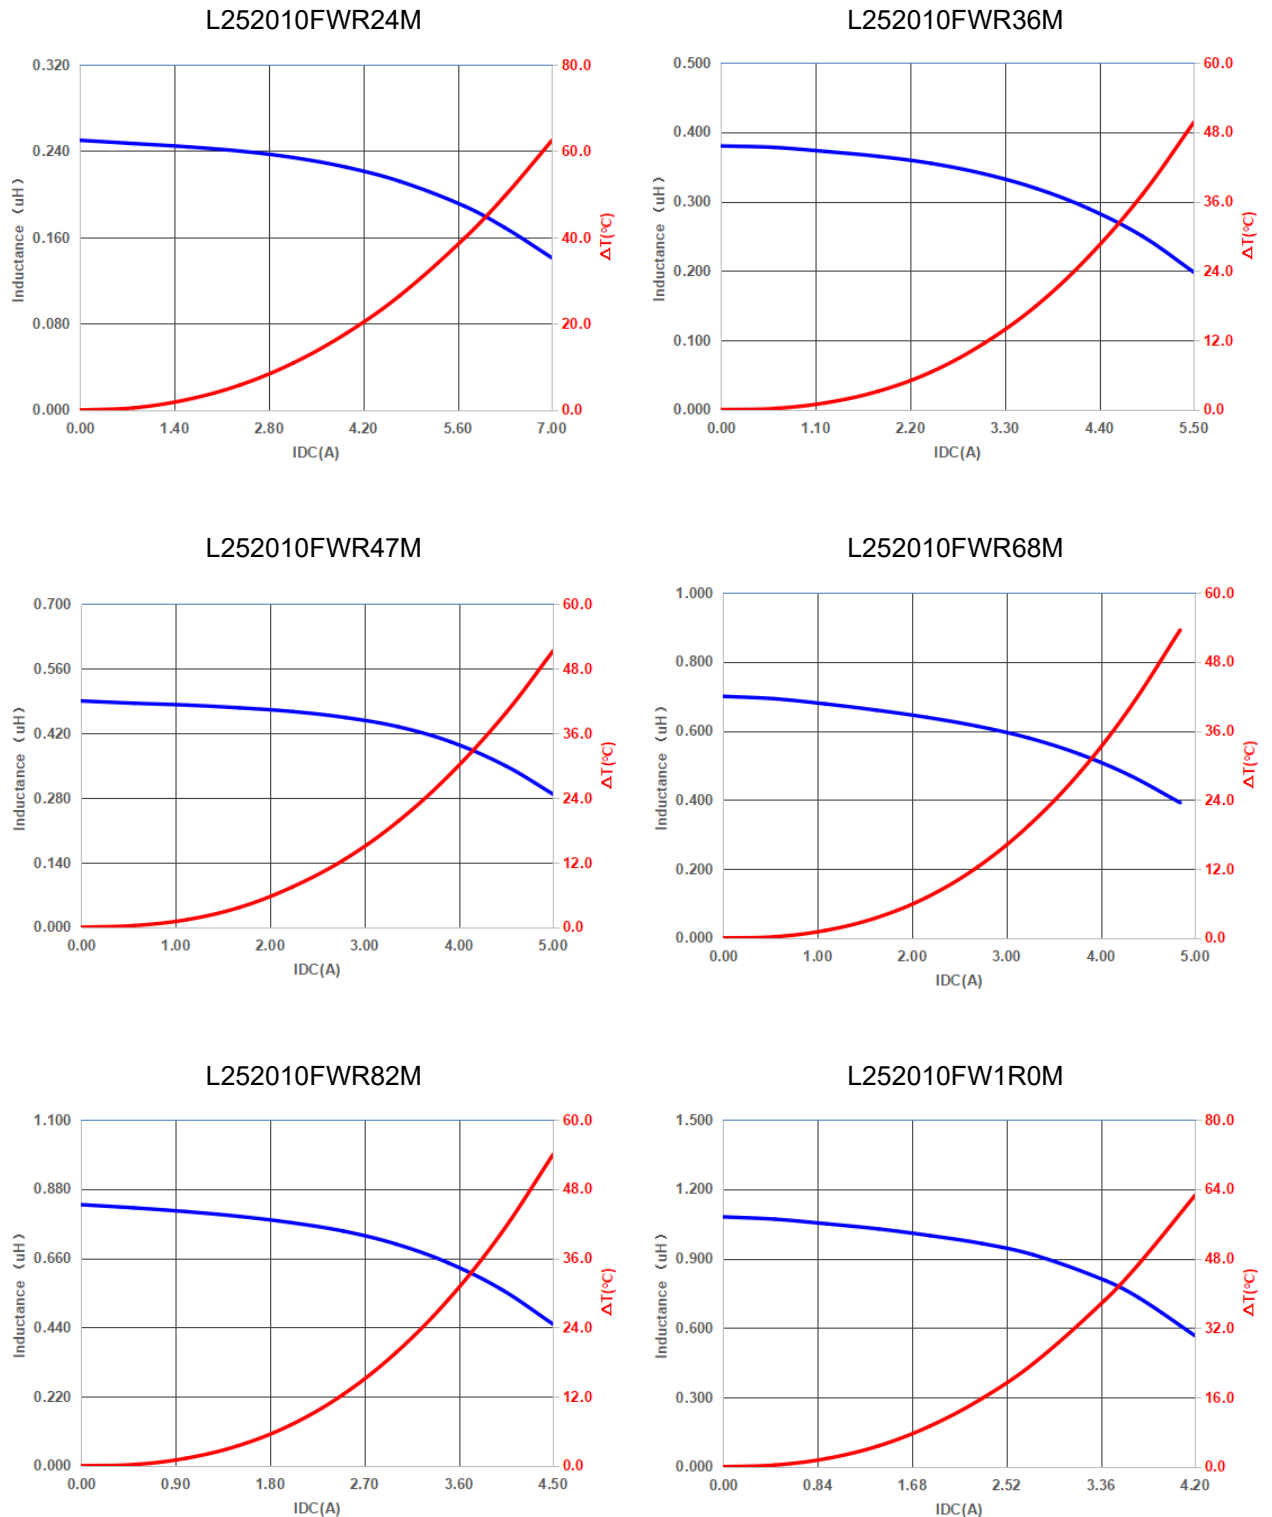 L252010FWR24M
0.320
0.240
0.160
0.080
0.000
80.0
60.0
40.0
20.0
0.0
0.00 1.40 2.80 4.20 5.60 7.00
IDC(A)
Inductance (uH)
ΔT(℃)
L252010FWR36M
0.500
0.400
0.300
0.200
0.100
0.000
60.0
48.0
36.0
24.0
12.0
0.0
0.00 1.10 2.20 3.30 4.40 5.50
IDC(A)
Inductance (uH)
ΔT(℃)
L252010FWR47M
0.700
0.560
0.420
0.280
0.140
0.000
60.0
48.0
36.0
24.0
12.0
0.0
0.00 1.00 2.00 3.00 4.00 5.00
IDC(A)
Inductance (uH)
ΔT(℃)
L252010FWR68M
1.000
0.800
0.600
0.400
0.200
0.000
60.0
48.0
36.0
24.0
12.0
0.0
0.00 1.00 2.00 3.00 4.00 5.00
IDC(A)
Inductance (uH)
ΔT(℃)
L252010FWR82M
1.100
0.880
0.660
0.440
0.220
0.000
60.0
48.0
36.0
24.0
12.0
0.0
0.00 0.90 1.80 2.70 3.60 4.50
IDC(A)
Inductance (uH)
ΔT(℃)
L252010FW1R0M
1.500
1.200
0.900
0.600
0.300
0.000
80.0
64.0
48.0
32.0
16.0
0.0
0.00 0.84 1.68 2.52 3.36 4.20
IDC(A)
Inductance (uH)
ΔT(℃)